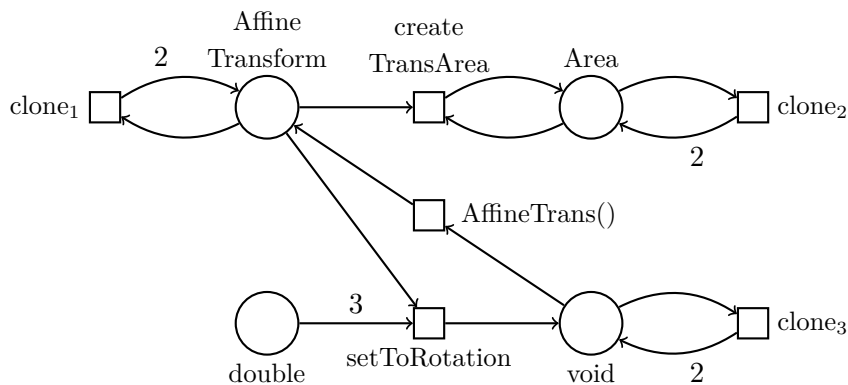 Affine
Transform
create
TransArea
Area
2
clone₁
clone₂
2
AffineTrans()
3
double
setToRotation
void
clone₃
2